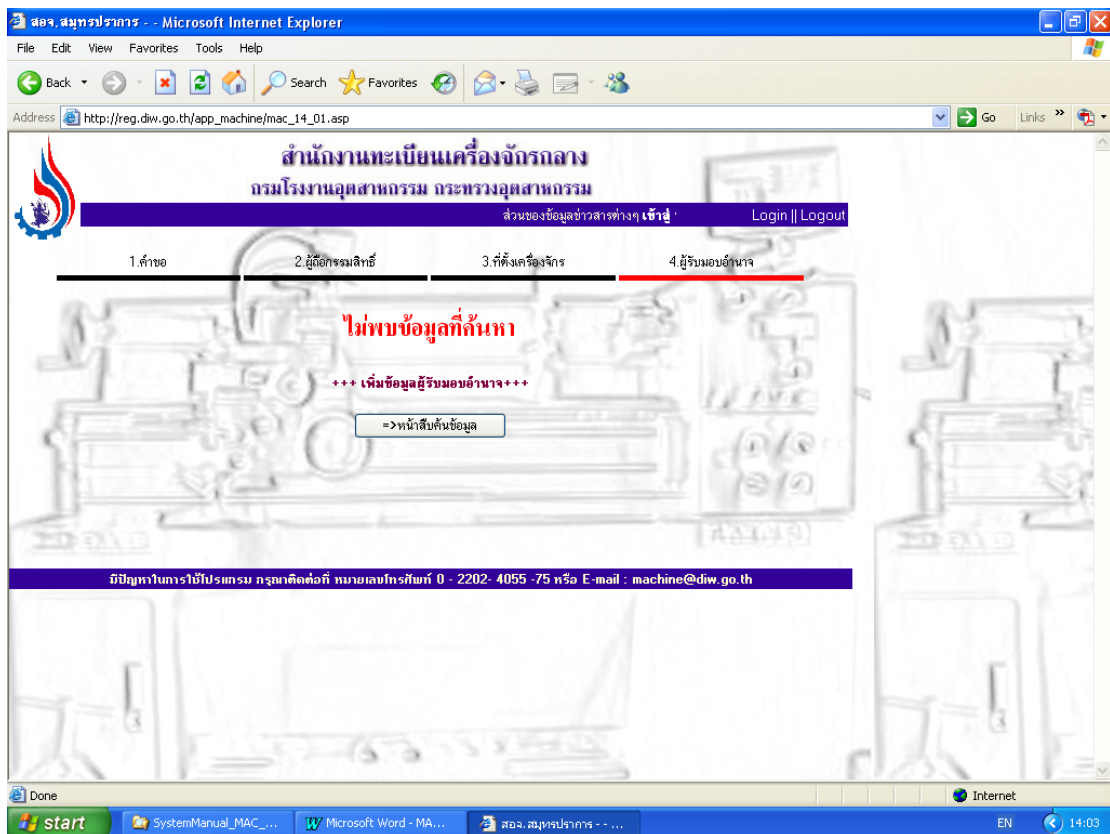 สอจ.สมุทรปราการ - - Microsoft Internet Explorer
File Edit View Favorites Tools Help
Back Search Favorites
Address http://reg.diw.go.th/app_machine/mac_14_01.asp Go Links »
สำนักงานทะเบียนเครื่องจักรกลาง
กรมโรงงานอุตสาหกรรม กระทรวงอุตสาหกรรม
ส่วนของข้อมูลข่าวสารต่างๆ เข้าสู่ Login || Logout
1.คำขอ 2.ผู้ถือกรรมสิทธิ์ 3.ที่ตั้งเครื่องจักร 4.ผู้รับมอบอำนาจ
ไม่พบข้อมูลที่ค้นหา
+++ เพิ่มข้อมูลผู้รับมอบอำนาจ+++
=>หน้าสืบค้นข้อมูล
มีปัญหาในการใช้โปรแกรม กรุณาติดต่อที่ หมายเลขโทรศัพท์ 0 - 2202- 4055 -75 หรือ E-mail : machine@diw.go.th
Done Internet
start SystemManual_MAC_... Microsoft Word - MA... สอจ.สมุทรปราการ - - ... EN 14:03